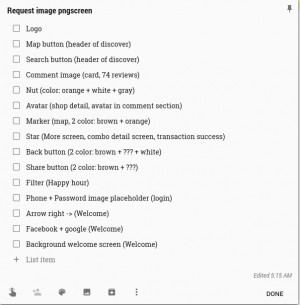 Request image pngscreen
Logo
Map button (header of discover)
Search button (header of discover)
Comment image (card, 74 reviews)
Nut (color: orange + white + gray)
Avatar (shop detail, avatar in comment section)
Marker (map, 2 color: brown + orange)
Star (More screen, combo detail screen, transaction success)
Back button (2 color: brown + ??? + white)
Share button (2 color: brown + ???)
Filter (Happy hour)
Phone + Password image placeholder (login)
Arrow right -> (Welcome)
Facebook + google (Welcome)
Background welcome screen (Welcome)
+ List item
Edited 5:15 AM
DONE